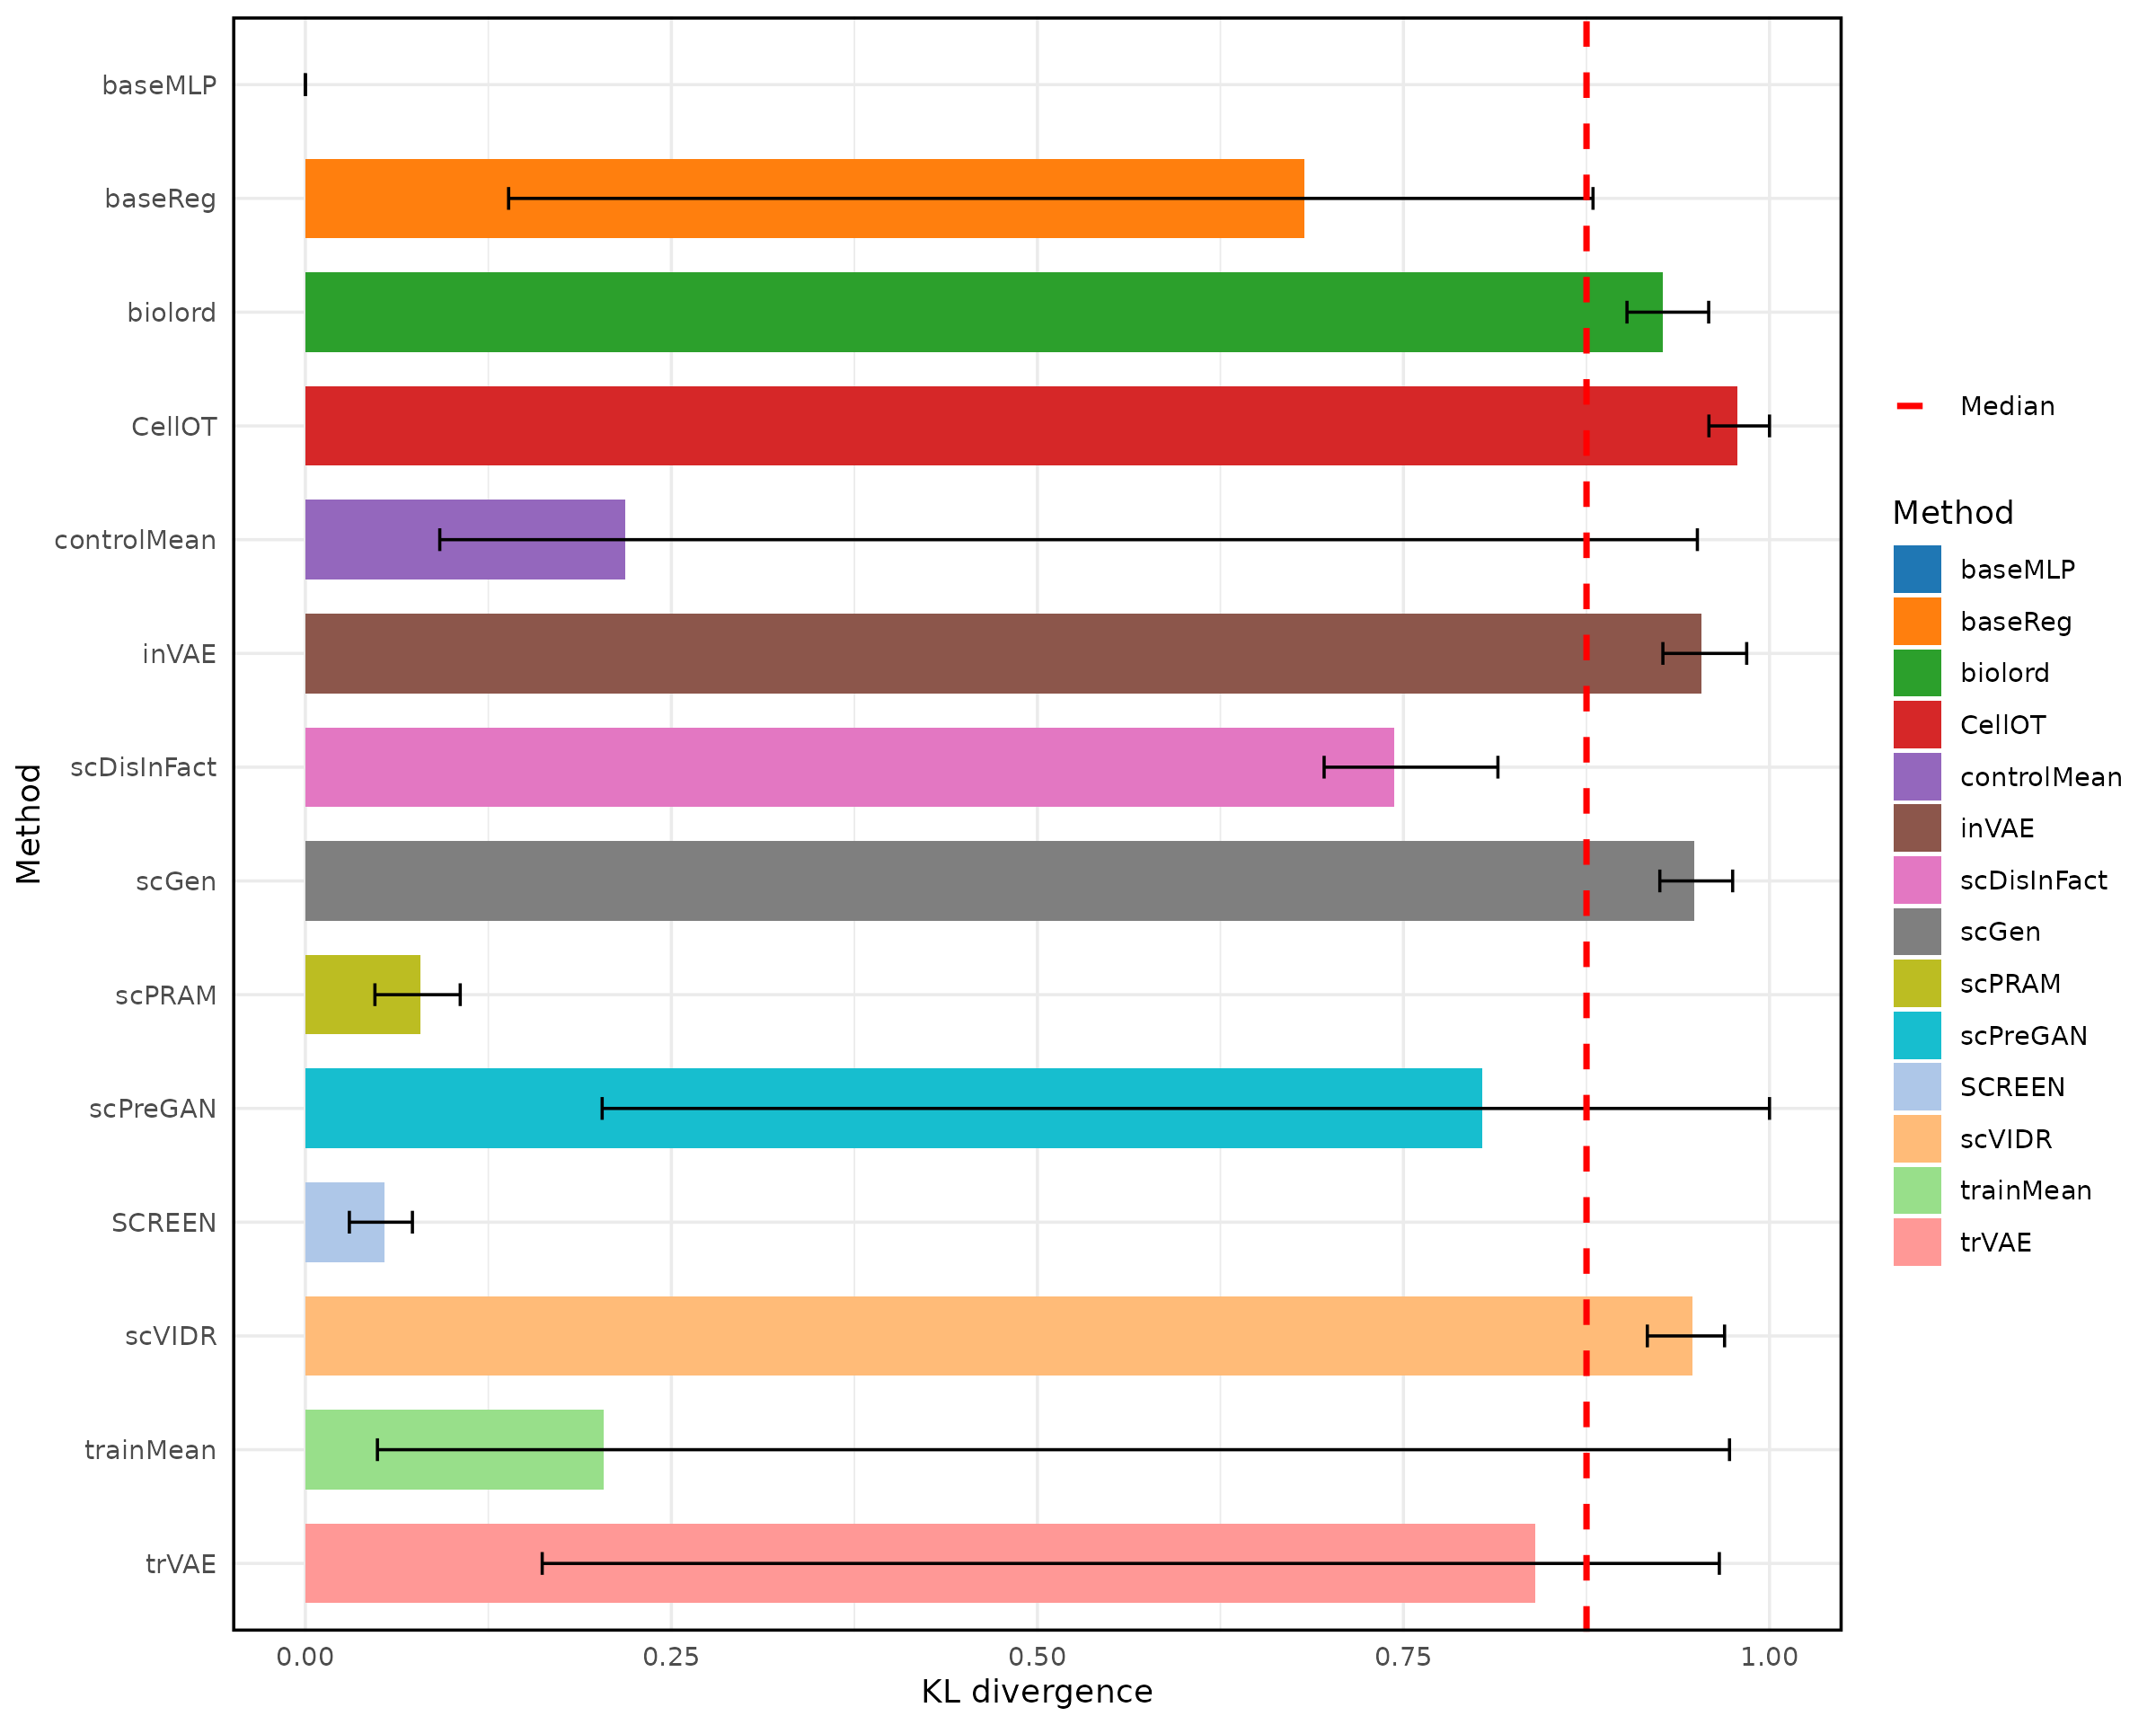 baseMLP
baseReg
biolord
CellOT
controlMean
inVAE
scDisInFact
scGen
scPRAM
scPreGAN
SCREEN
scVIDR
trainMean
trVAE
Method
0.00 0.25 0.50 0.75 1.00
KL divergence
Median
Method
baseMLP
baseReg
biolord
CellOT
controlMean
inVAE
scDisInFact
scGen
scPRAM
scPreGAN
SCREEN
scVIDR
trainMean
trVAE